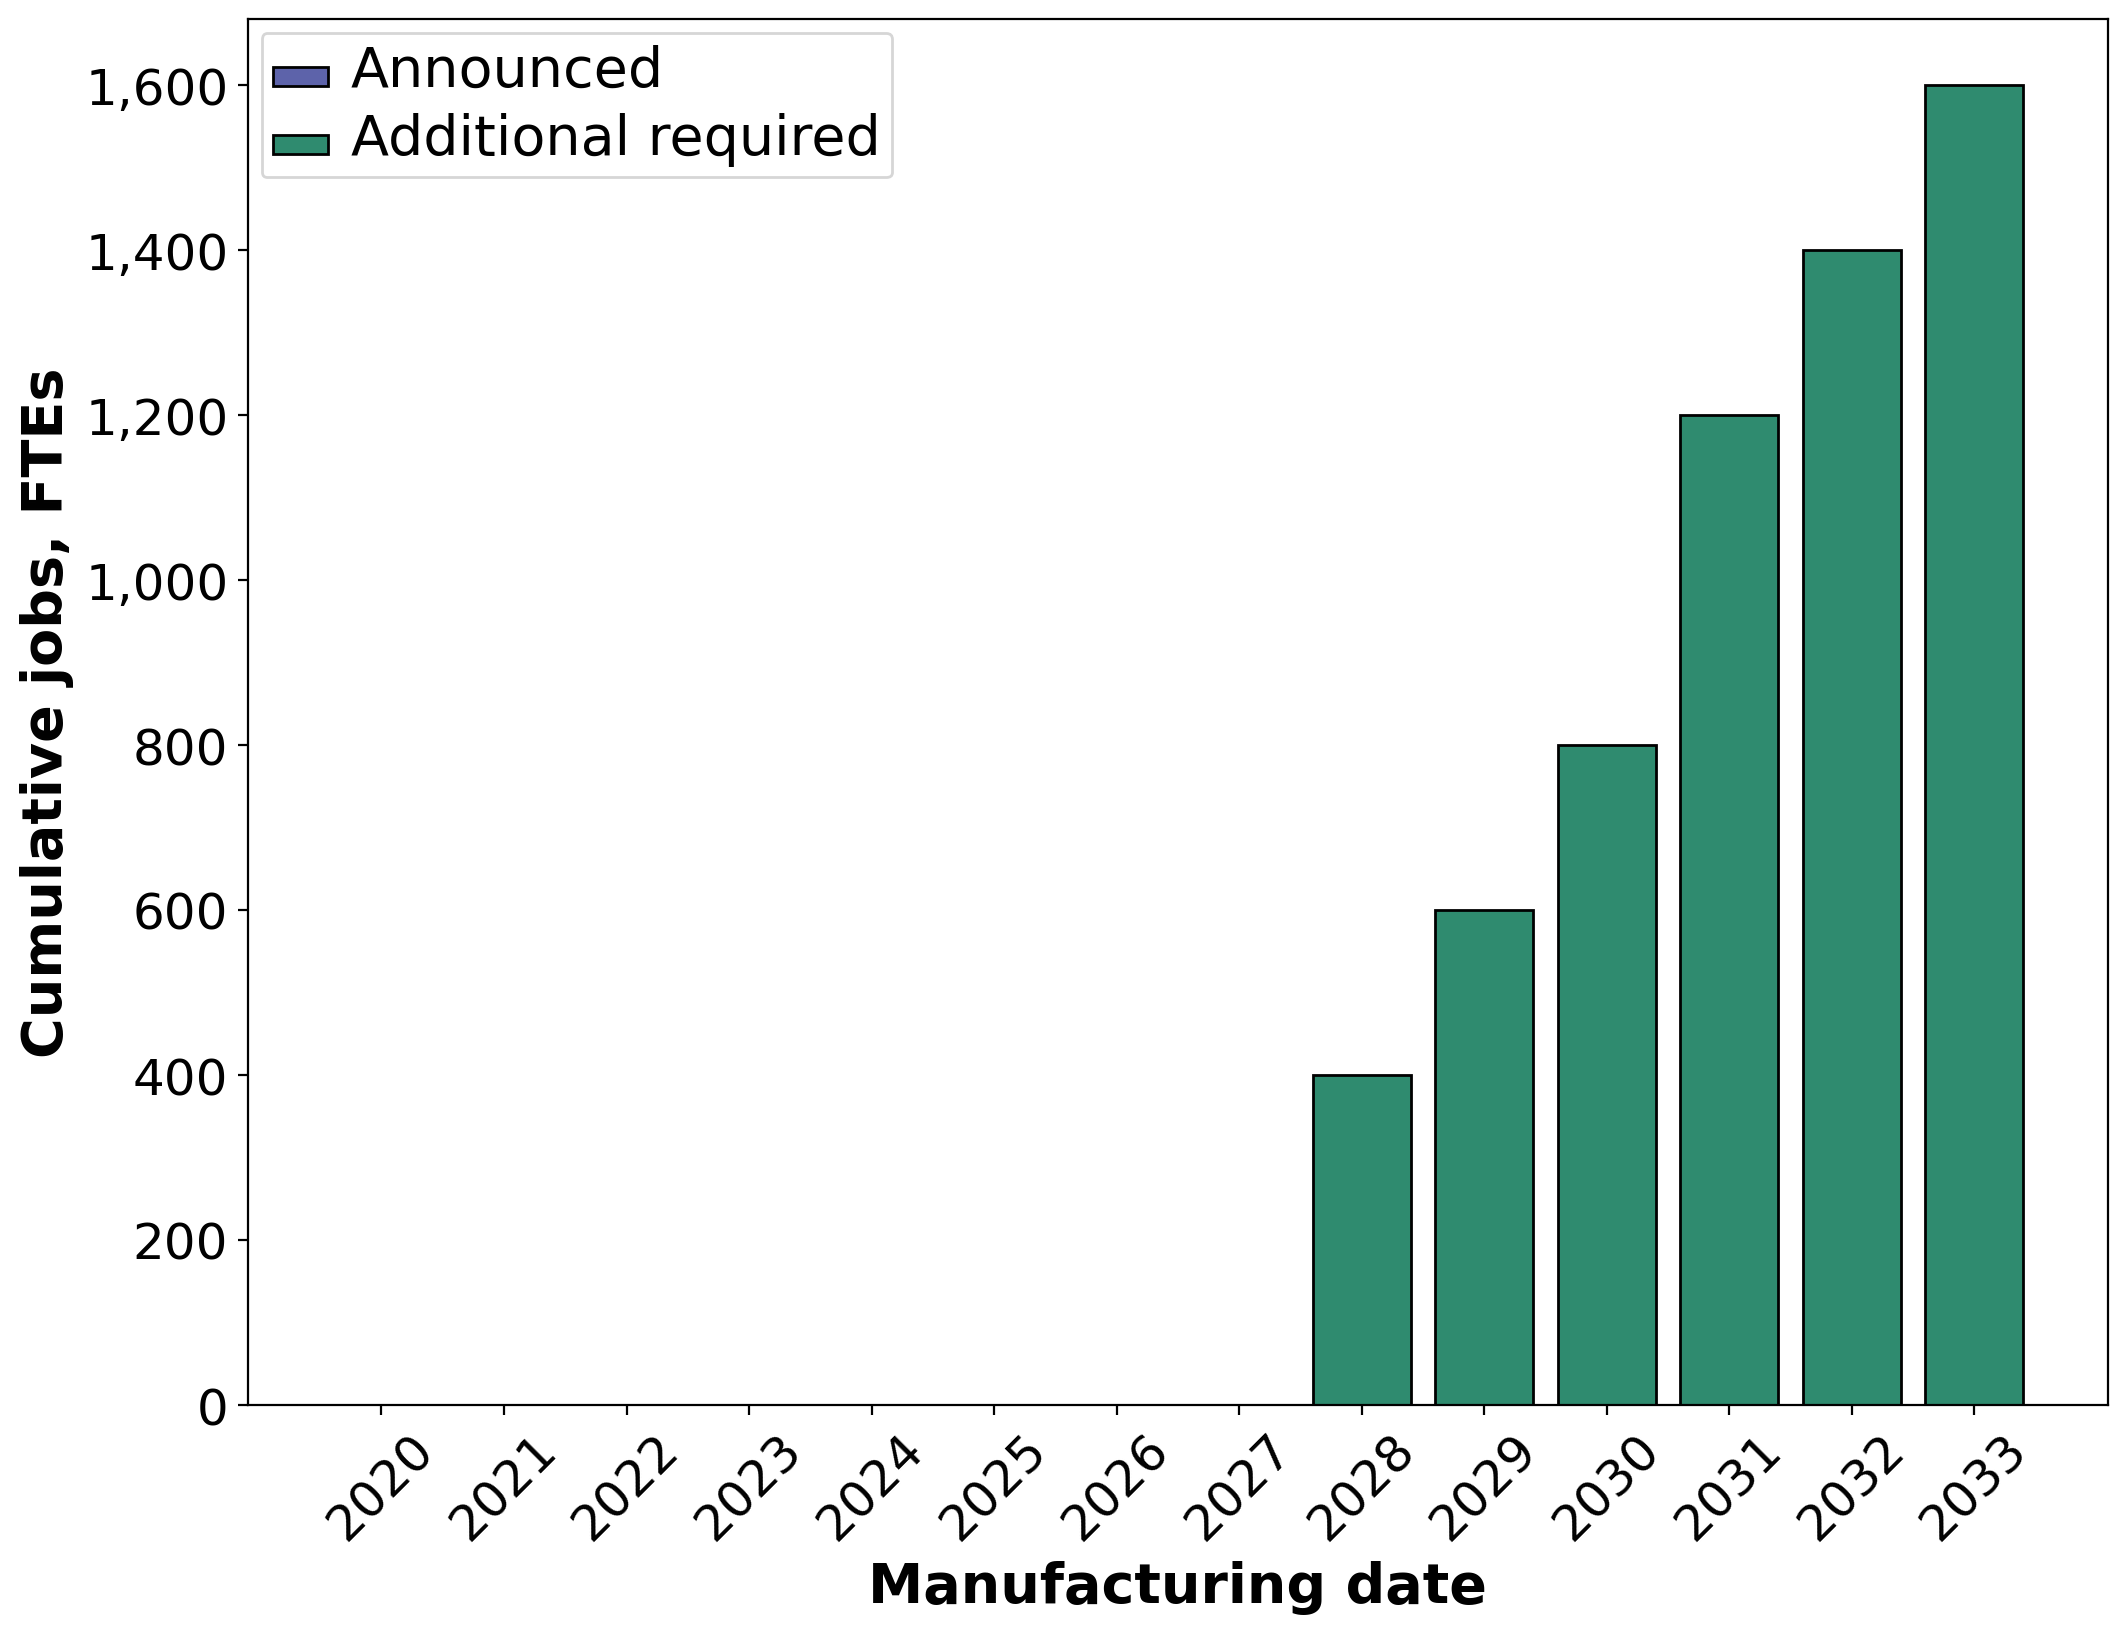 Announced
Additional required
1,600
1,400
1,200
1,000
800
600
400
200
0
Cumulative jobs, FTEs
2020 2021 2022 2023 2024 2025 2026 2027 2028 2029 2030 2031 2032 2033
Manufacturing date